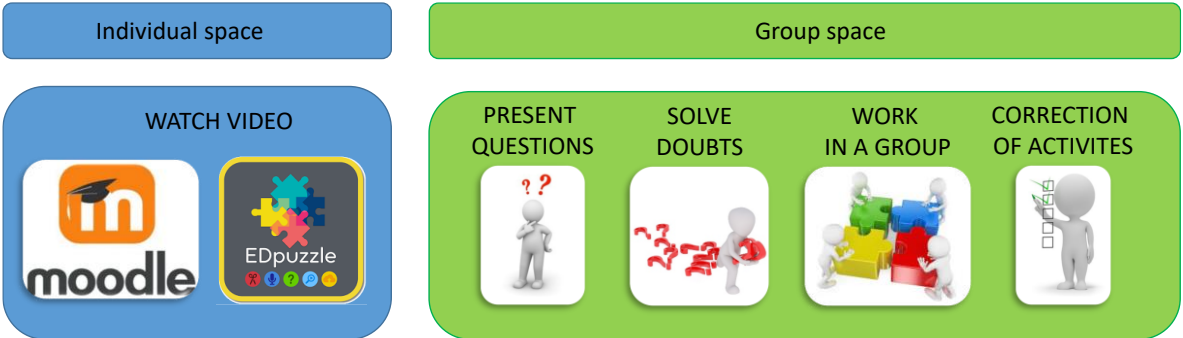 Individual space
Group space
WATCH VIDEO
moodle
EDpuzzle
PRESENT
QUESTIONS
? ?
SOLVE
DOUBTS
WORK
IN A GROUP
CORRECTION
OF ACTIVITES